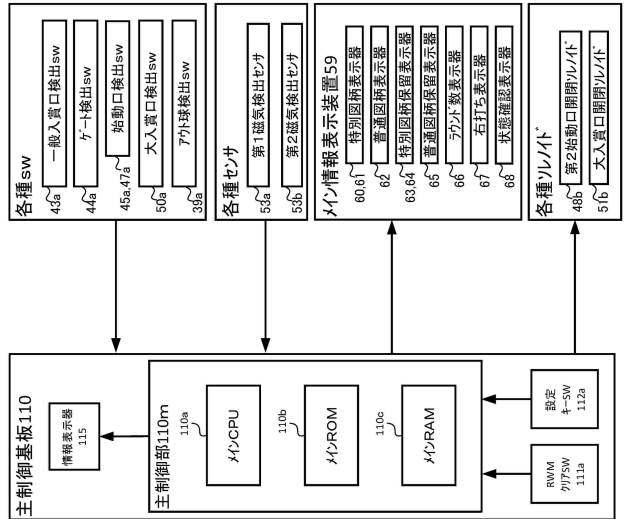 主制御基板110
情報表示器
115
主制御部110m
110a
メインCPU
110b
メインROM
110c
メインRAM
RWM
クリアSW
111a
設定
キーSW
112a
各種sw
一般入賞口検出sw
43a
ゲート検出sw
44a
始動口検出sw
45a,47a
大入賞口検出sw
50a
アウト球検出sw
39a
各種センサ
第1磁気検出センサ
53a
第2磁気検出センサ
53b
メイン情報表示装置59
特別図柄表示器
60,61
普通図柄表示器
62
特別図柄保留表示器
63,64
普通図柄保留表示器
65
ラウンド数表示器
66
右打ち表示器
67
状態確認表示器
68
各種ソレノイド
第2始動口開閉ソレノイド
48b
大入賞口開閉ソレノイド
51b